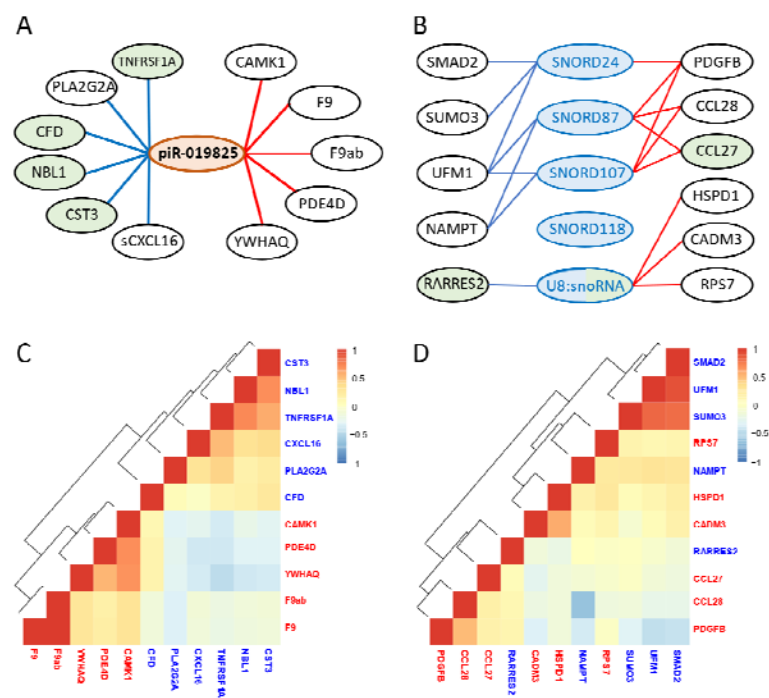 A
TNFRSF1A
CAMK1
PLA2G2A
F9
CFD
piR-019825
F9ab
NBL1
CST3
PDE4D
sCXCL16
YWHAQ
B
SMAD2
SNORD24
PDGFB
SUMO3
SNORD87
CCL28
CCL27
UFM1
SNORD107
HSPD1
NAMPT
SNORD118
CADM3
RARRES2
U8:snoRNA
RPS7
C
1
0.5
0
−0.5
−1
CST3
NBL1
TNFRSF1A
CXCL16
PLA2G2A
CFD
CAMK1
PDE4D
YWHAQ
F9ab
F9
F9
F9ab
YWHAQ
PDE4D
CAMK1
CFD
PLA2G2A
CXCL16
TNFRSF1A
NBL1
CST3
D
1
0.5
0
−0.5
−1
SMAD2
UFM1
SUMO3
RPS7
NAMPT
HSPD1
CADM3
RARRES2
CCL27
CCL28
PDGFB
PDGFB
CCL28
CCL27
RARRES2
CADM3
HSPD1
NAMPT
RPS7
SUMO3
UFM1
SMAD2